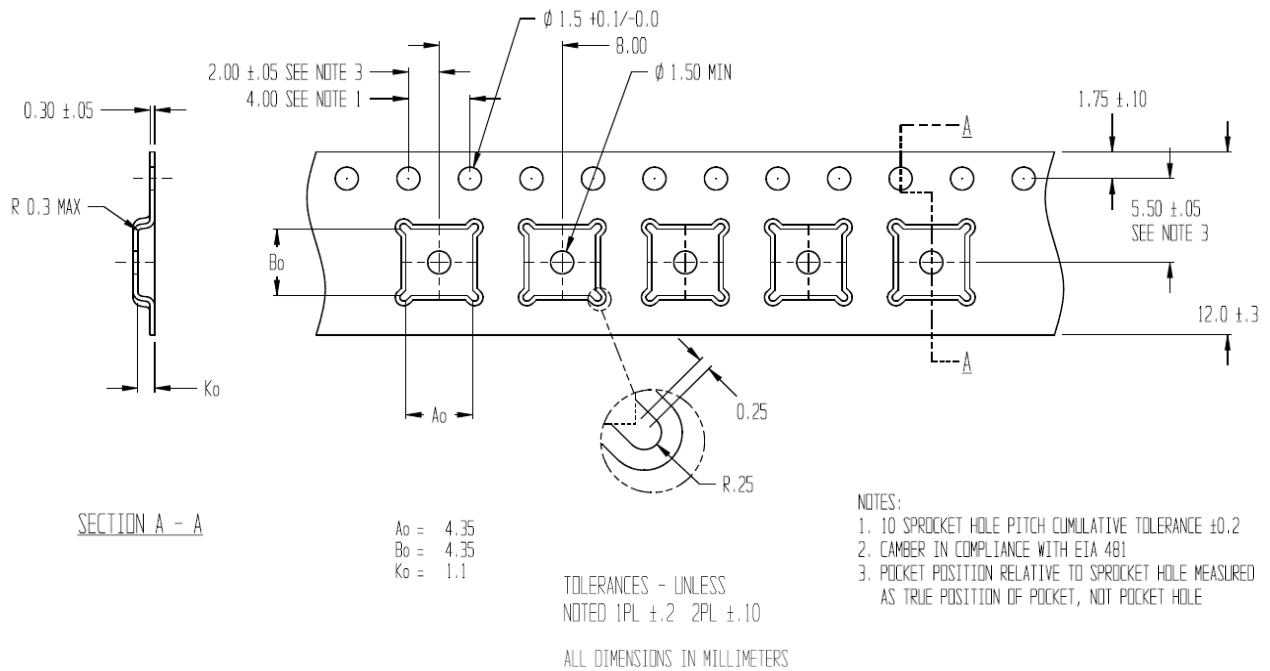 Ø 1.5 +0.1/-0.0
8.00
2.00 ±.05 SEE NOTE 3
Ø 1.50 MIN
4.00 SEE NOTE 1
0.30 ±.05
1.75 ±.10
A
R 0.3 MAX
5.50 ±.05
SEE NOTE 3
Bo
12.0 ±.3
A
Ko
Ao
0.25
R.25
SECTION A - A
Ao = 4.35
Bo = 4.35
Ko = 1.1
NOTES:
1. 10 SPROCKET HOLE PITCH CUMULATIVE TOLERANCE ±0.2
2. CAMBER IN COMPLIANCE WITH EIA 481
3. POCKET POSITION RELATIVE TO SPROCKET HOLE MEASURED
AS TRUE POSITION OF POCKET, NOT POCKET HOLE
TOLERANCES - UNLESS
NOTED 1PL ±.2 2PL ±.10
ALL DIMENSIONS IN MILLIMETERS